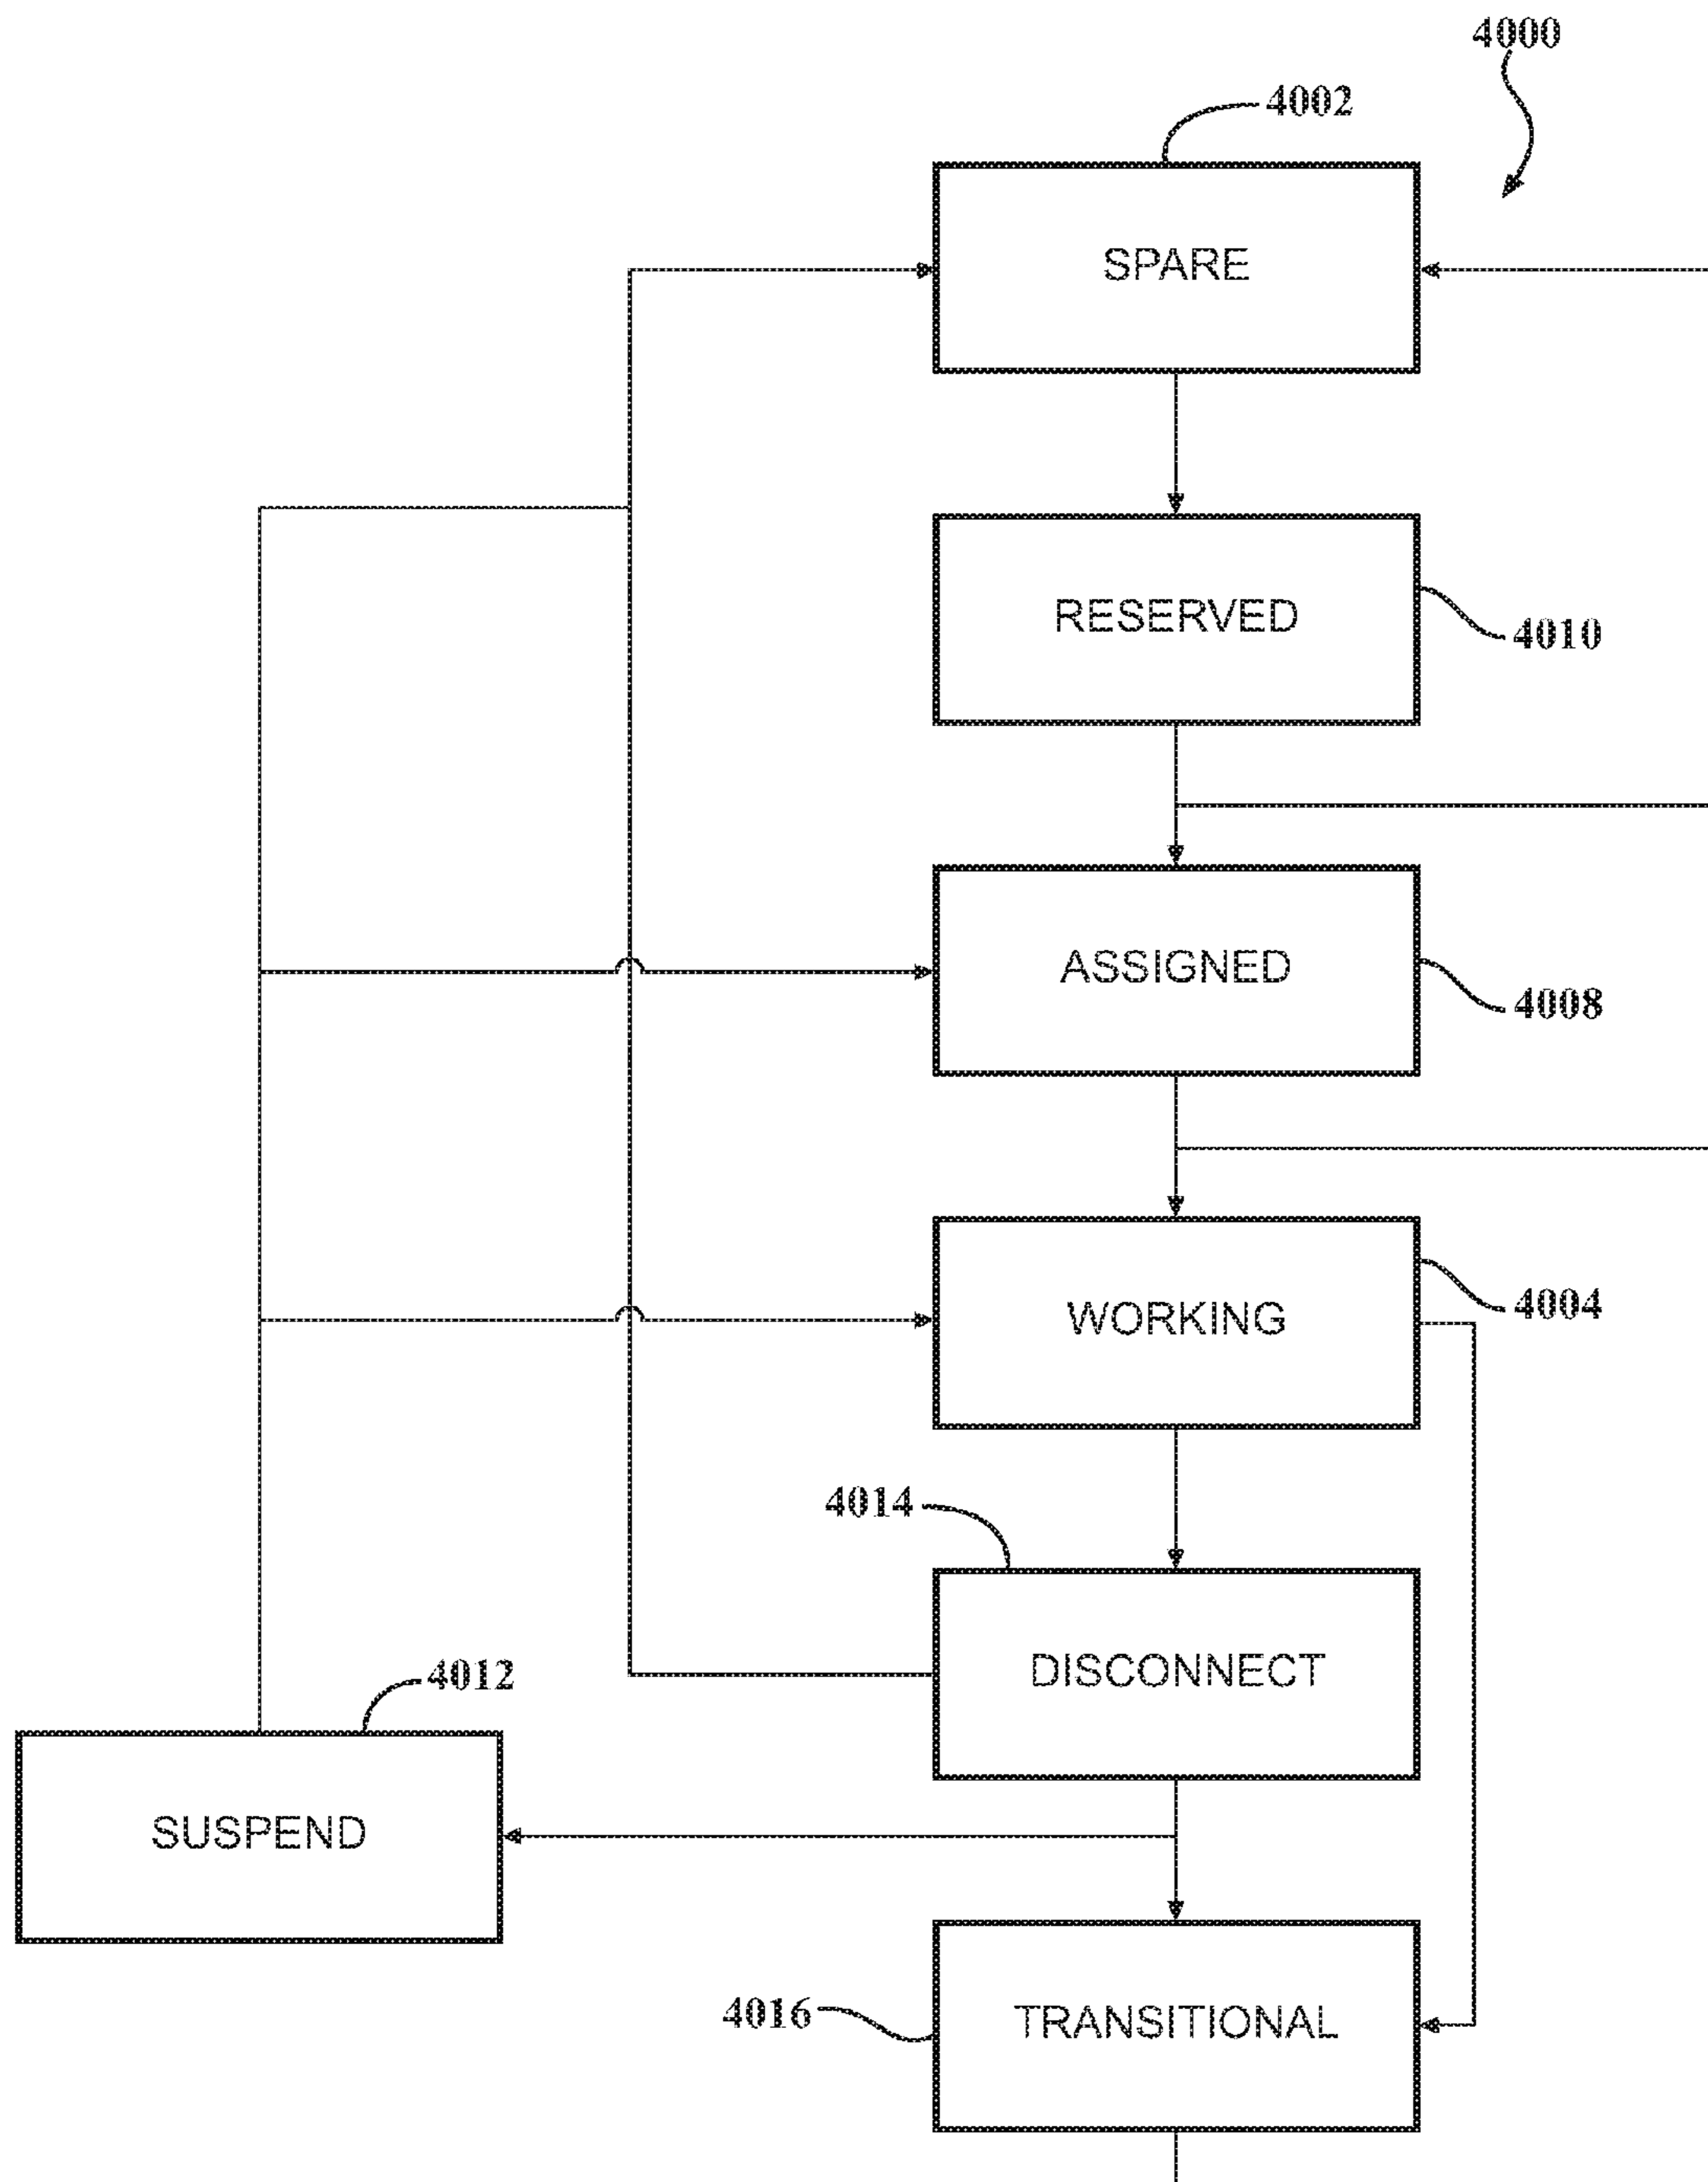 4000
4002
SPARE
RESERVED
4010
ASSIGNED
4008
WORKING
4004
4014
DISCONNECT
4012
SUSPEND
4016
TRANSITIONAL